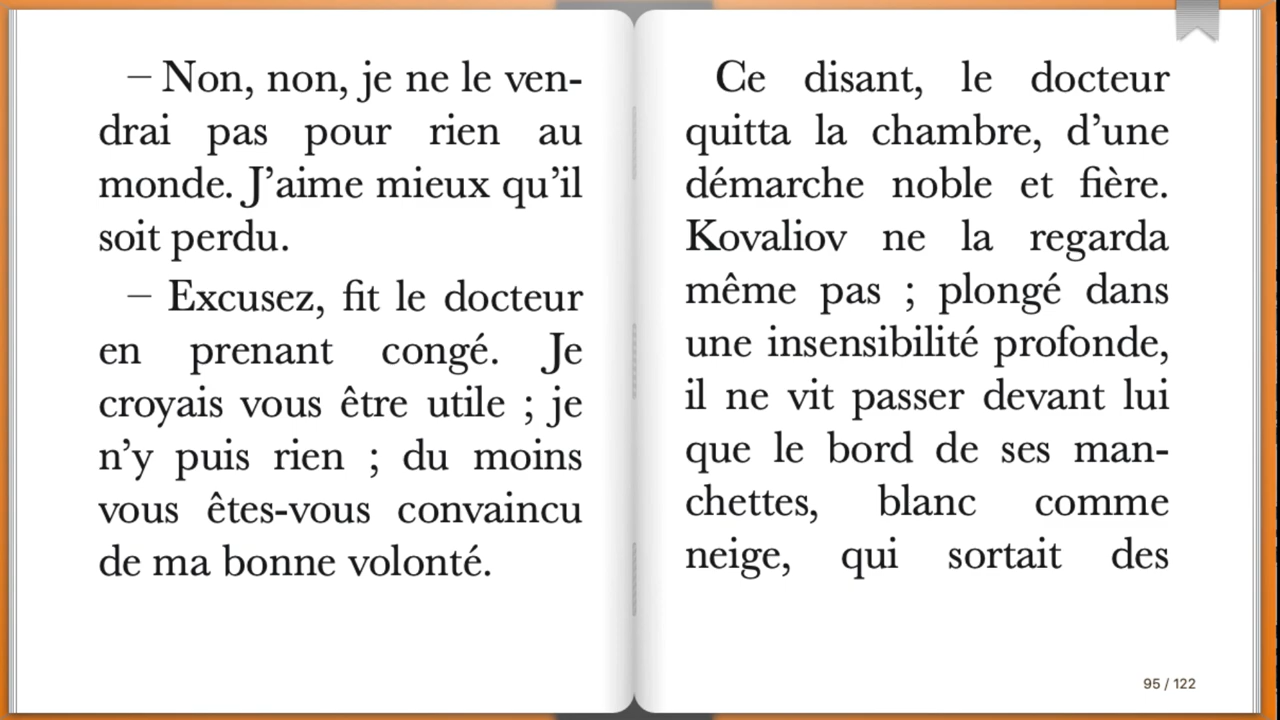 – Non, non, je ne le ven-
drai pas pour rien au
monde. J’aime mieux qu’il
soit perdu.
– Excusez, fit le docteur
en prenant congé. Je
croyais vous être utile ; je
n’y puis rien ; du moins
vous êtes-vous convaincu
de ma bonne volonté.
Ce disant, le docteur
quitta la chambre, d’une
démarche noble et fière.
Kovaliov ne la regarda
même pas ; plongé dans
une insensibilité profonde,
il ne vit passer devant lui
que le bord de ses man-
chettes, blanc comme
neige, qui sortait des
95 / 122